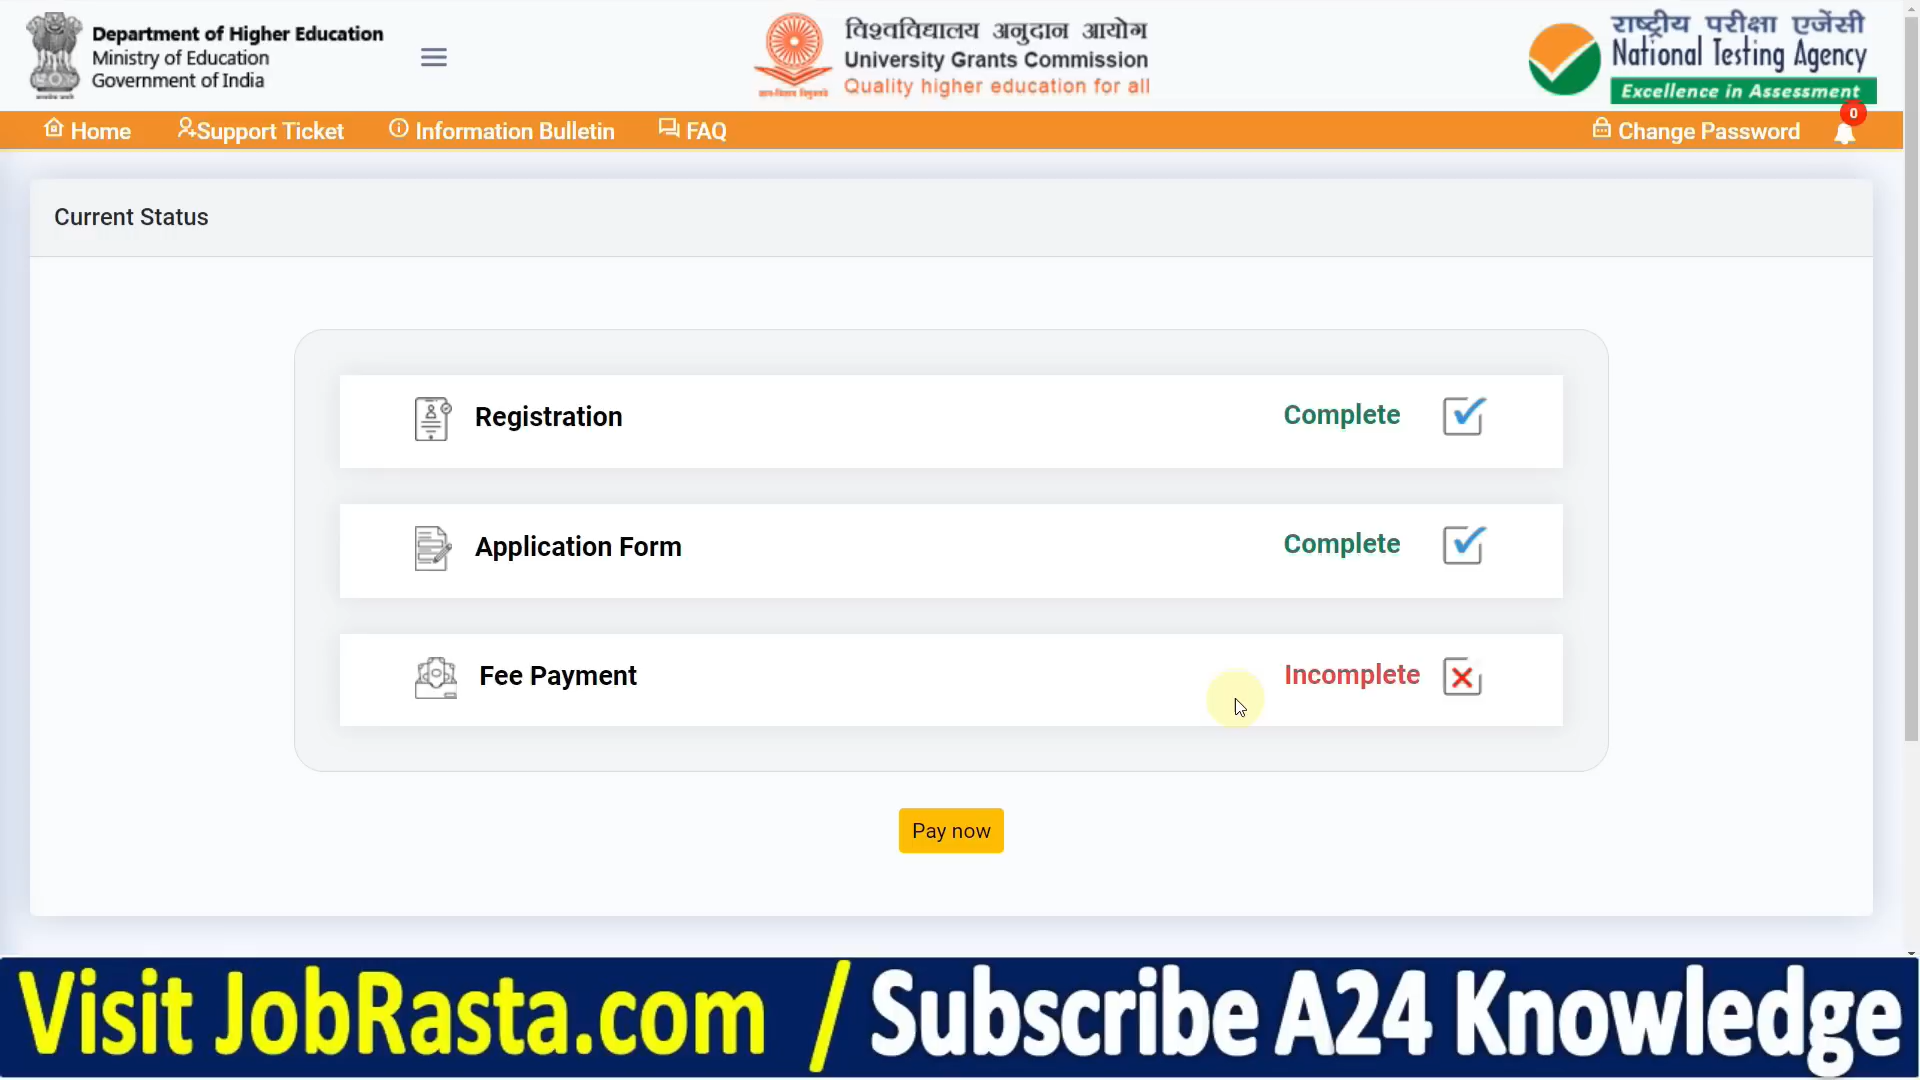 Department of Higher Education
Ministry of Education
Government of India
विश्वविद्यालय अनुदान आयोग
University Grants Commission
Quality higher education for all
राष्ट्रीय परीक्षा एजेंसी
National Testing Agency
Excellence in Assessment
Home
Support Ticket
Information Bulletin
FAQ
Change Password
0
Current Status
Registration
Complete
Application Form
Complete
Fee Payment
Incomplete
Pay now
Visit JobRasta.com / Subscribe A24 Knowledge